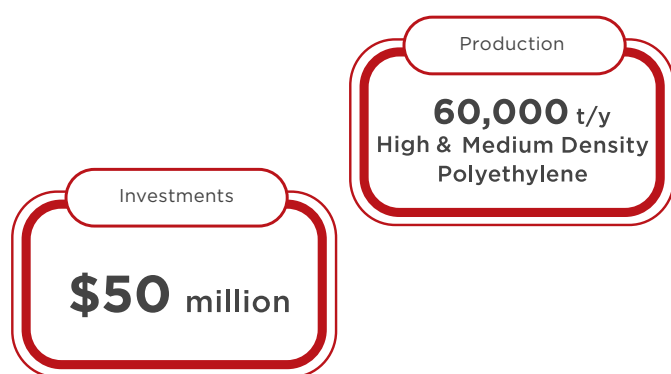 Production
60,000 t/y
High & Medium Density
Polyethylene
Investments
$50 million